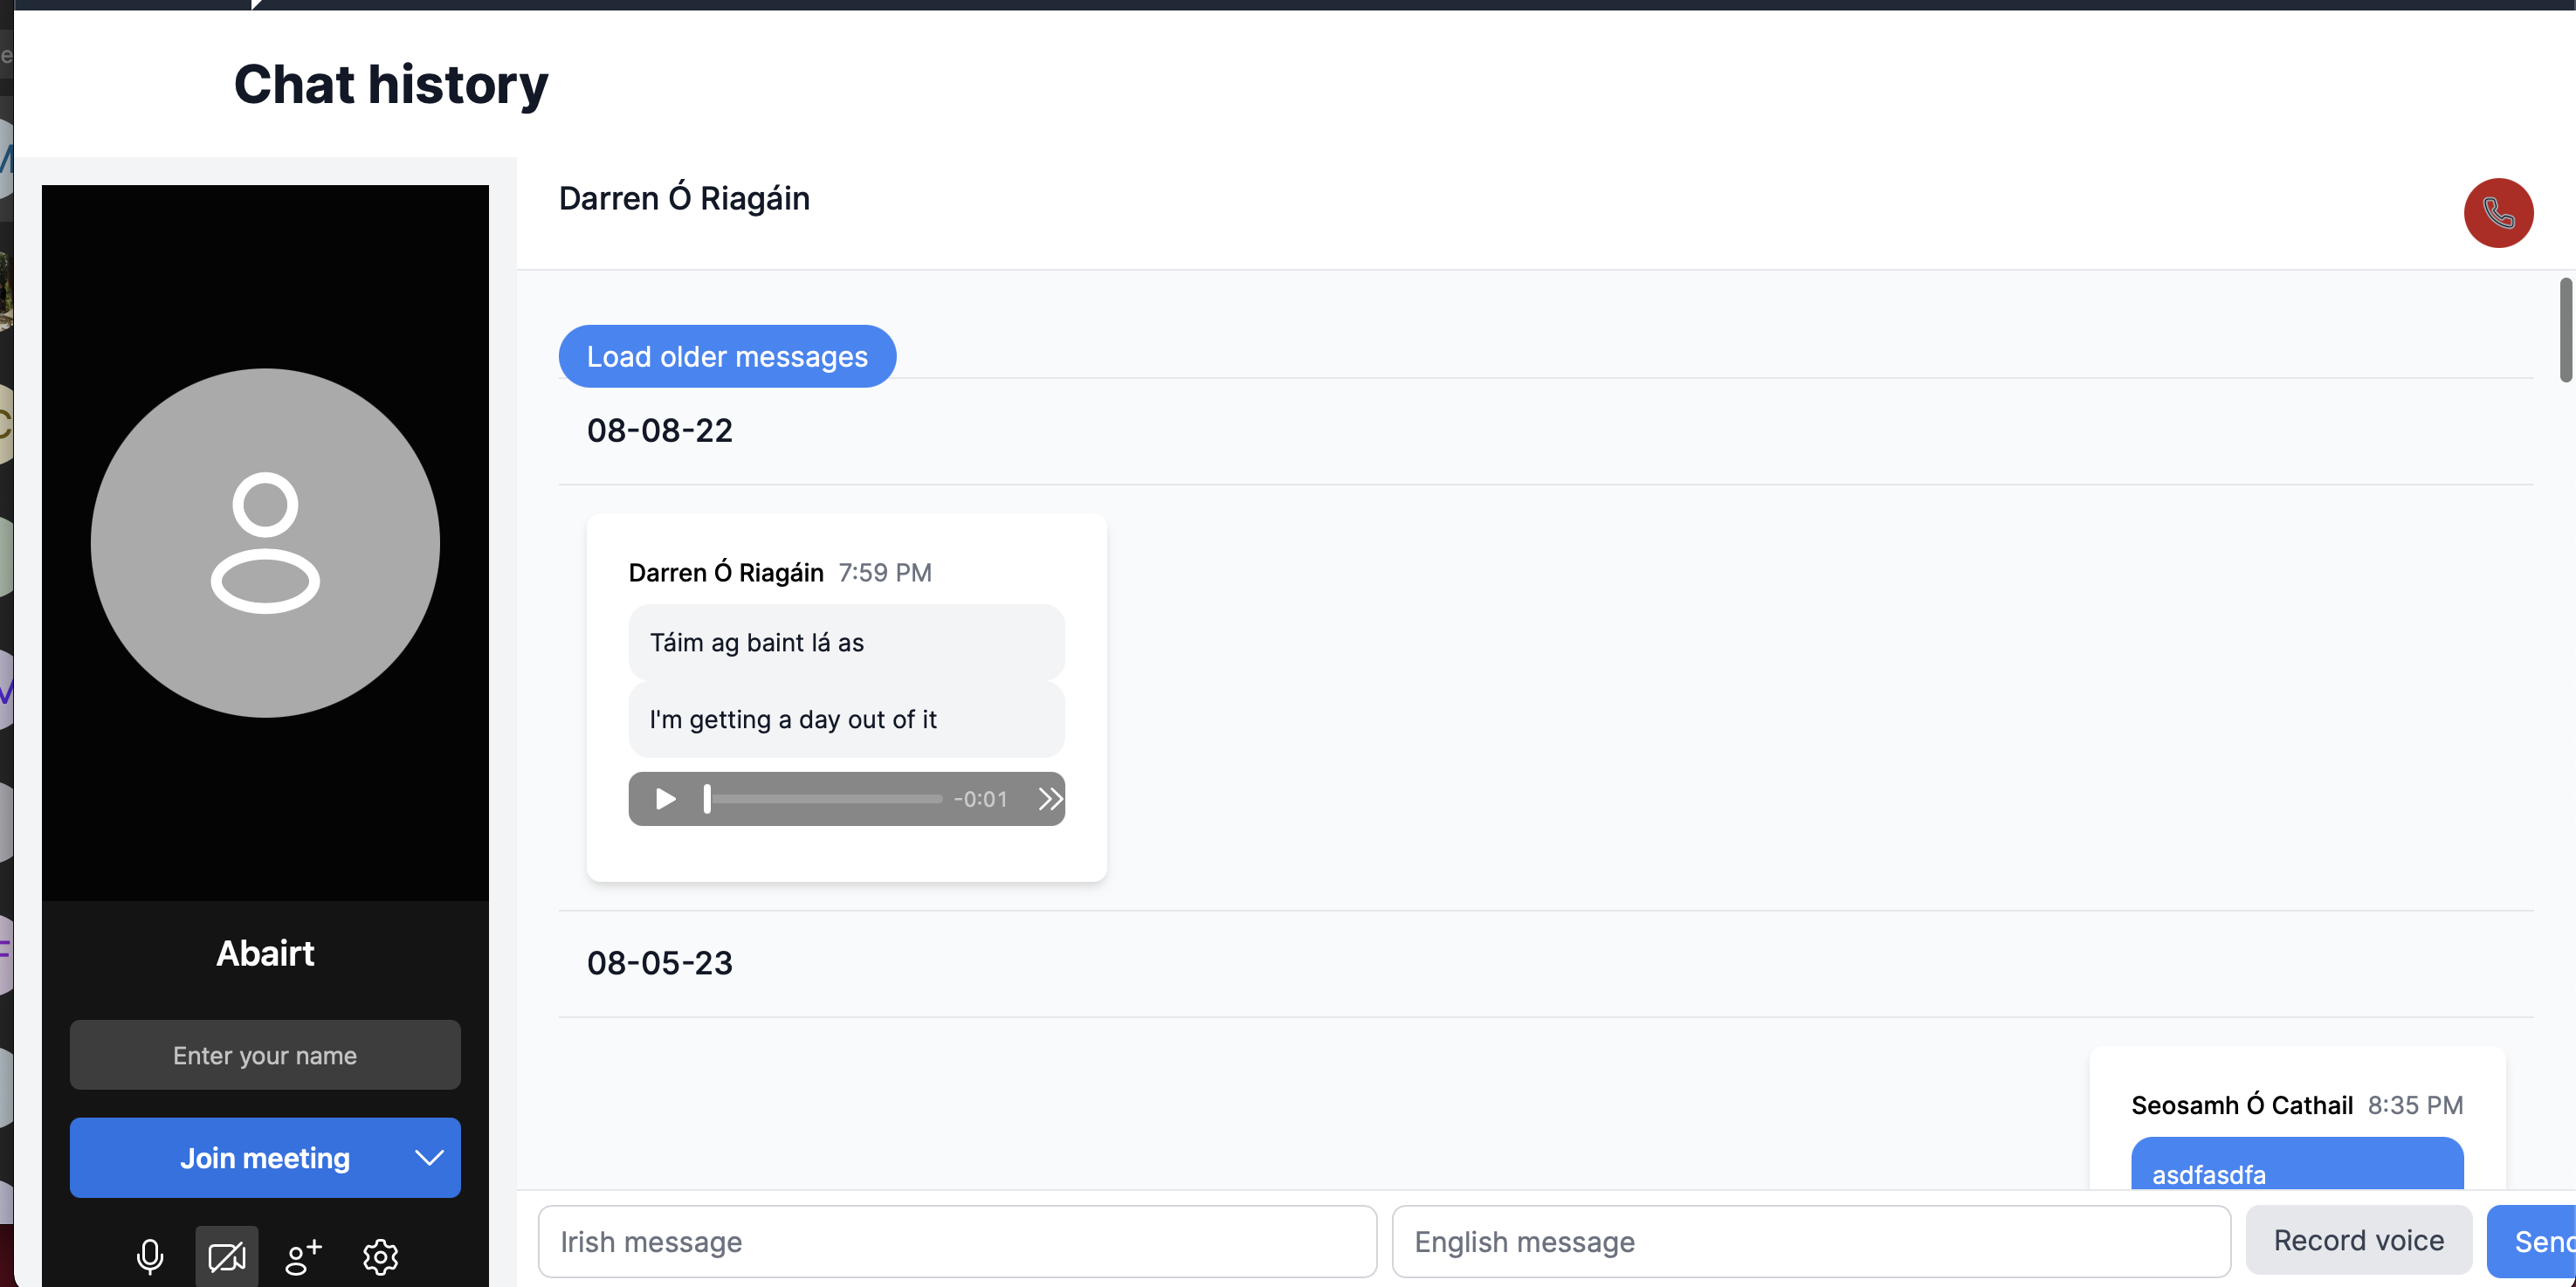 Chat history
Darren Ó Riagáin
Load older messages
08-08-22
Darren Ó Riagáin 7:59 PM
Táim ag baint lá as
I'm getting a day out of it
-0:01
08-05-23
Seosamh Ó Cathail 8:35 PM
asdfasdfa
Abairt
Enter your name
Join meeting
Irish message
English message
Record voice
Send